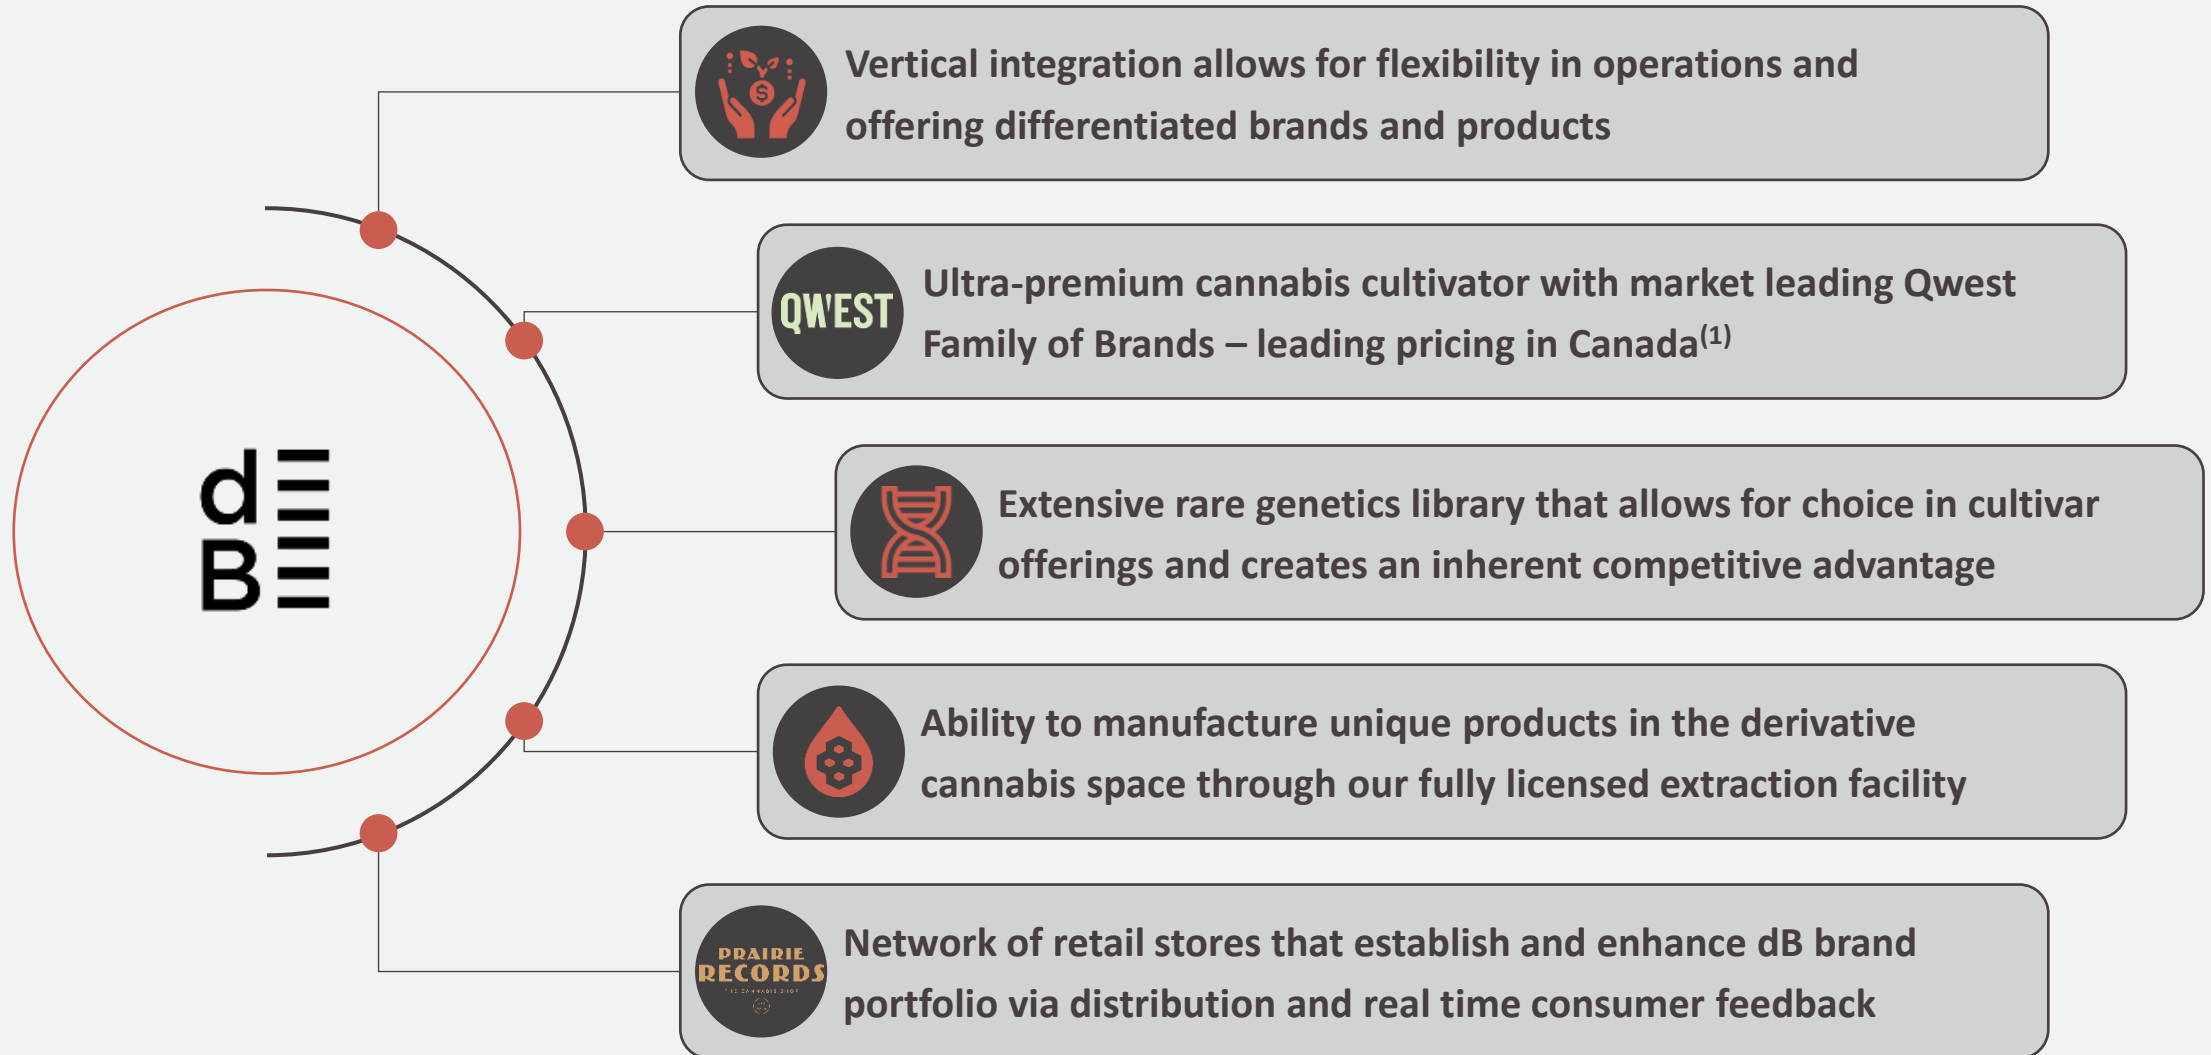 Vertical integration allows for flexibility in operations and
offering differentiated brands and products
QWEST
Ultra-premium cannabis cultivator with market leading Qwest
Family of Brands – leading pricing in Canada(1)
dB
Extensive rare genetics library that allows for choice in cultivar
offerings and creates an inherent competitive advantage
Ability to manufacture unique products in the derivative
cannabis space through our fully licensed extraction facility
PRAIRIE
RECORDS
THE CANNABIS SHOP
Network of retail stores that establish and enhance dB brand
portfolio via distribution and real time consumer feedback